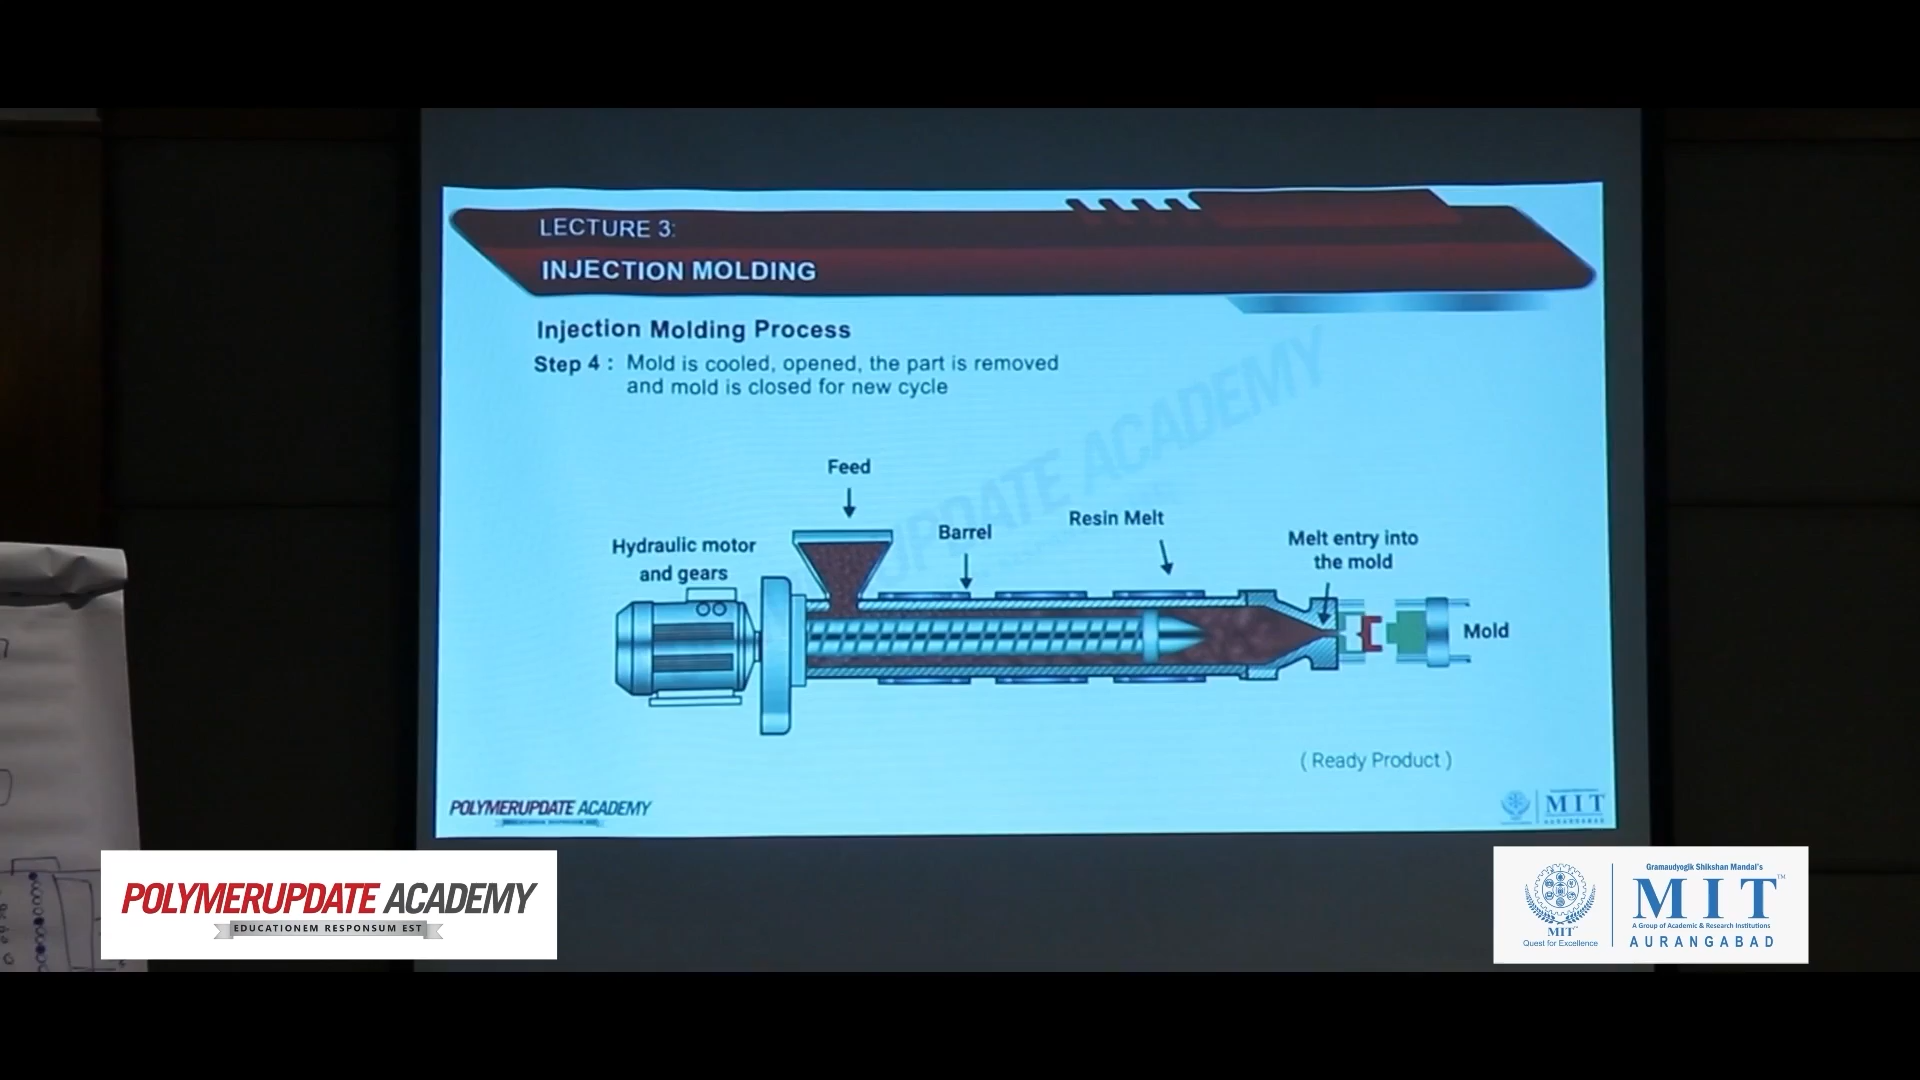 LECTURE 3:
INJECTION MOLDING
Injection Molding Process
Step 4 : Mold is cooled, opened, the part is removed
and mold is closed for new cycle
Feed
Hydraulic motor
and gears
Barrel
Resin Melt
Melt entry into
the mold
Mold
( Ready Product )
UPDATE ACADEMY
POLYMERUPDATE ACADEMY
MIT
POLYMERUPDATE ACADEMY
EDUCATIONEM RESPONSUM EST
MIT
Quest for Excellence
Gramaudyogik Shikshan Mandal's
MIT™
A Group of Academic & Research Institutions
AURANGABAD